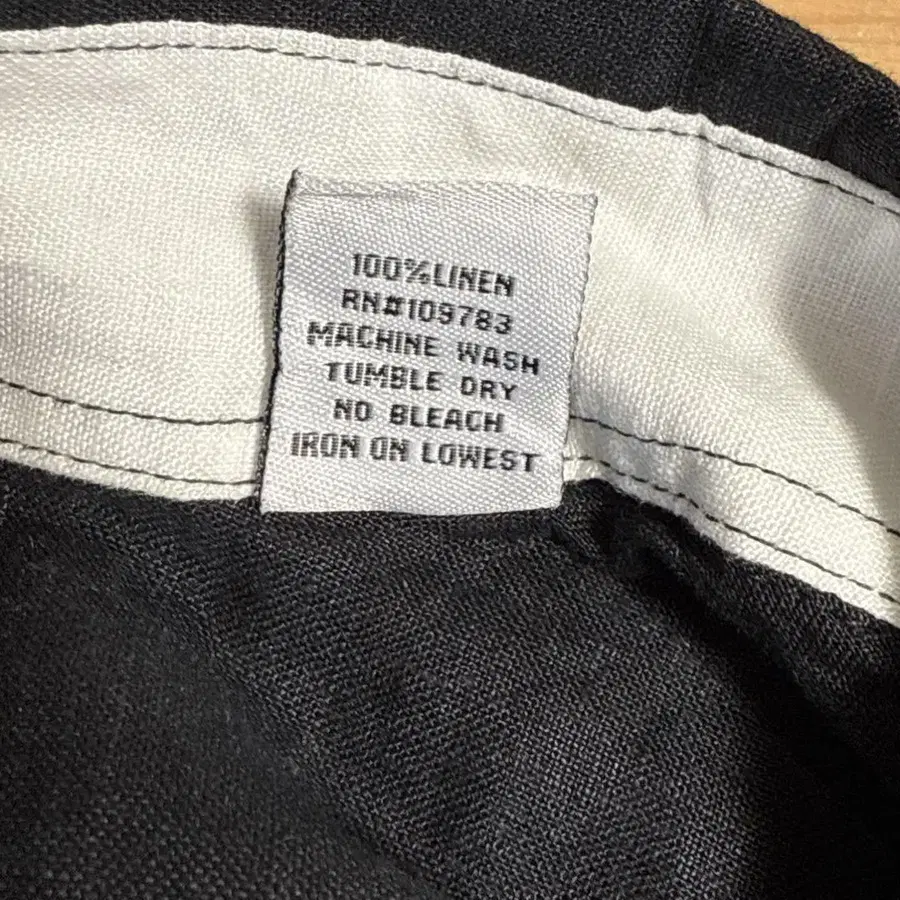 100%LINEN
RN#109783
MACHINE WASH
TUMBLE DRY
NO BLEACH
IRON ON LOWEST